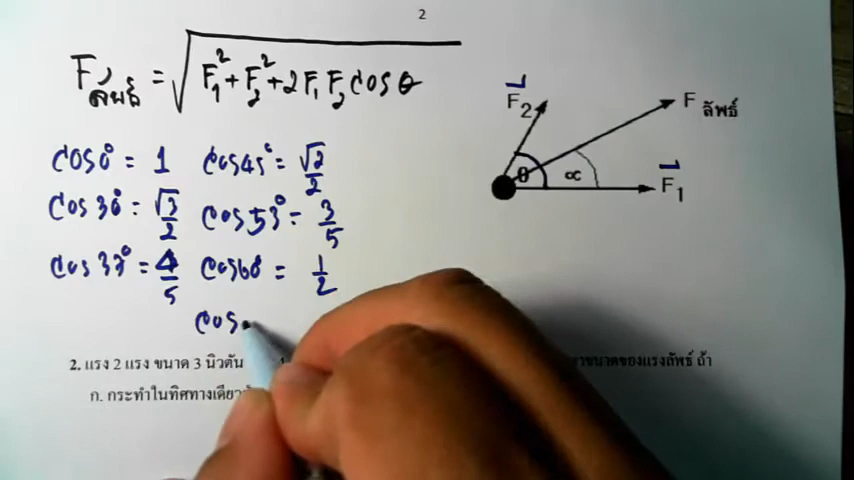 2
Fลัพธ์ = √F₁² + F₂² + 2F₁F₂cosθ
F₂
F ลัพธ์
θ
∝
F₁
cos0° = 1 cos45° = √2/2
cos30° = √3/2 cos53° = 3/5
cos37° = 4/5 cos60 = 1/2
cos
2. แรง 2 แรง ขนาด 3 นิวตัน ขนาดของแรงลัพธ์ ถ้า
ก. กระทำในทิศทางเดียว